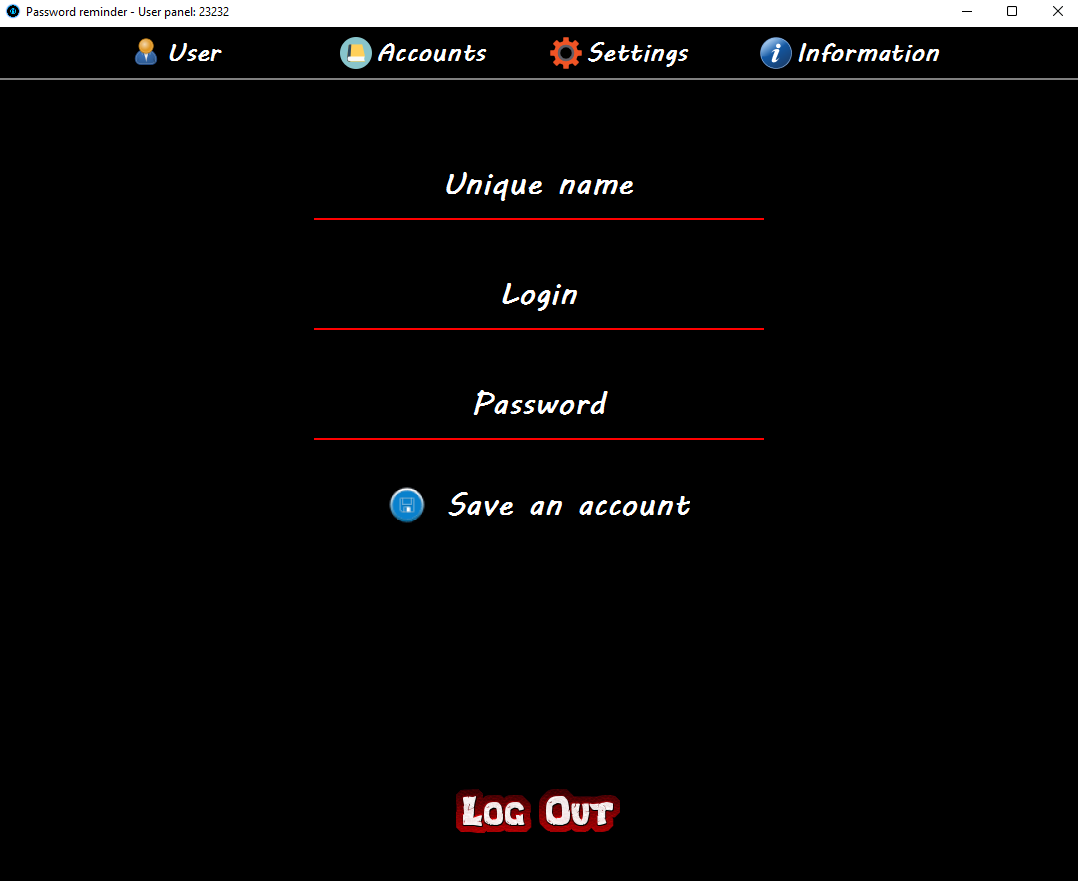 Password reminder - User panel: 23232
User Accounts Settings Information
Unique name
Login
Password
Save an account
Log Out